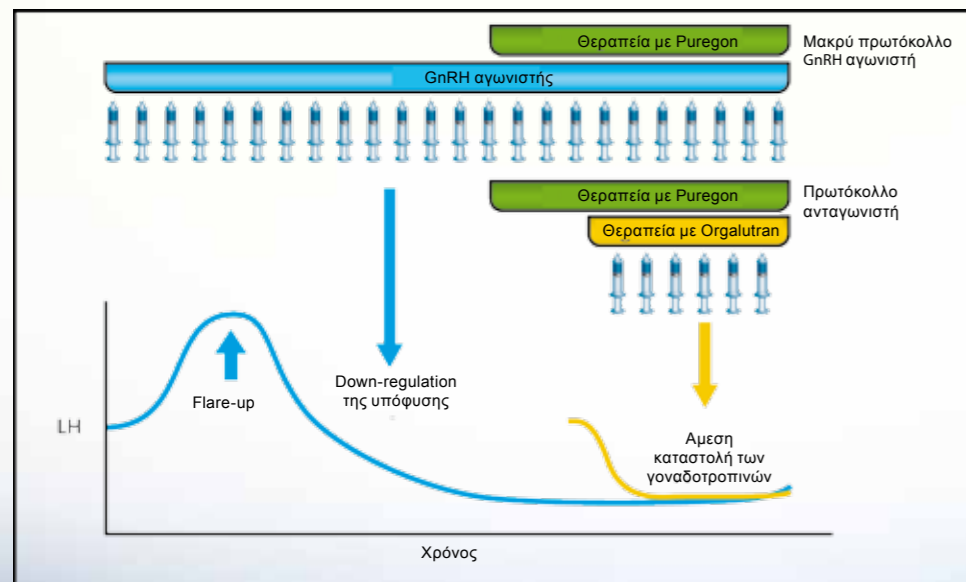 Θεραπεία με Puregon
Μακρύ πρωτόκολλο
GnRH αγωνιστή
GnRH αγωνιστής
Θεραπεία με Puregon
Πρωτόκολλο
ανταγωνιστή
Θεραπεία με Orgalutran
Flare-up
Down-regulation
της υπόφυσης
LH
Αμεση
καταστολή των
γοναδοτροπινών
Χρόνος